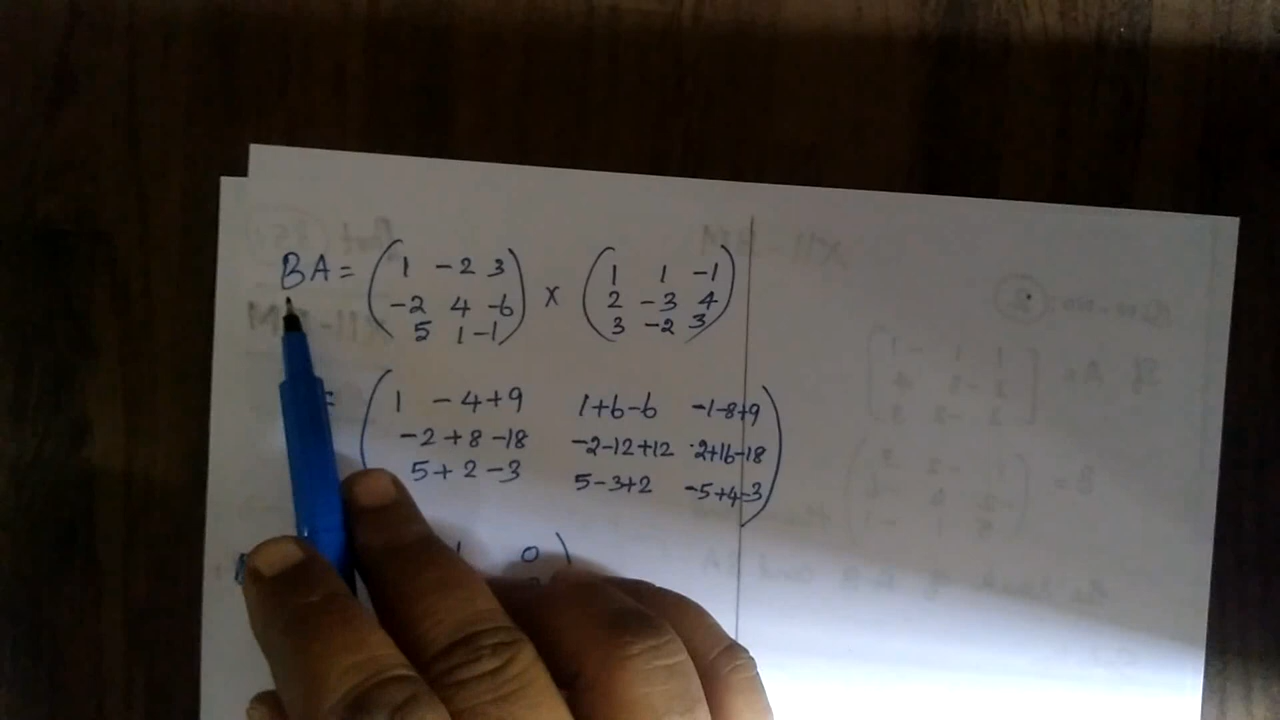 BA = ( 1 -2 3 ) x ( 1 1 -1 )
-2 4 -6 2 -3 4
5 1 -1 3 -2 3
= ( 1 -4+9 1+6-6 -1-8+9 )
-2+8-18 -2-12+12 2+16-18
5+2-3 5-3+2 -5+4-3
1 0 )